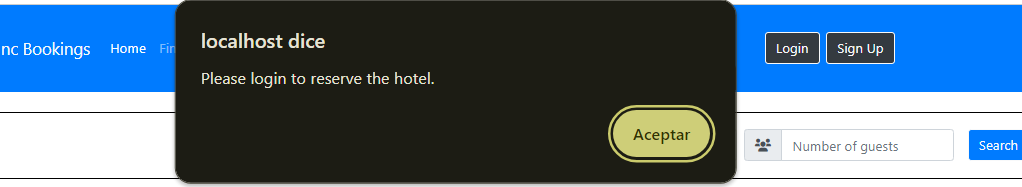 nc Bookings
Home
localhost dice
Please login to reserve the hotel.
Aceptar
Login
Sign Up
Number of guests
Search